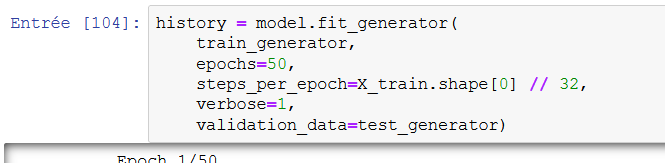 Entrée [104]: history = model.fit_generator(
train_generator,
epochs=50,
steps_per_epoch=X_train.shape[0] // 32,
verbose=1,
validation_data=test_generator)
Epoch 1/50